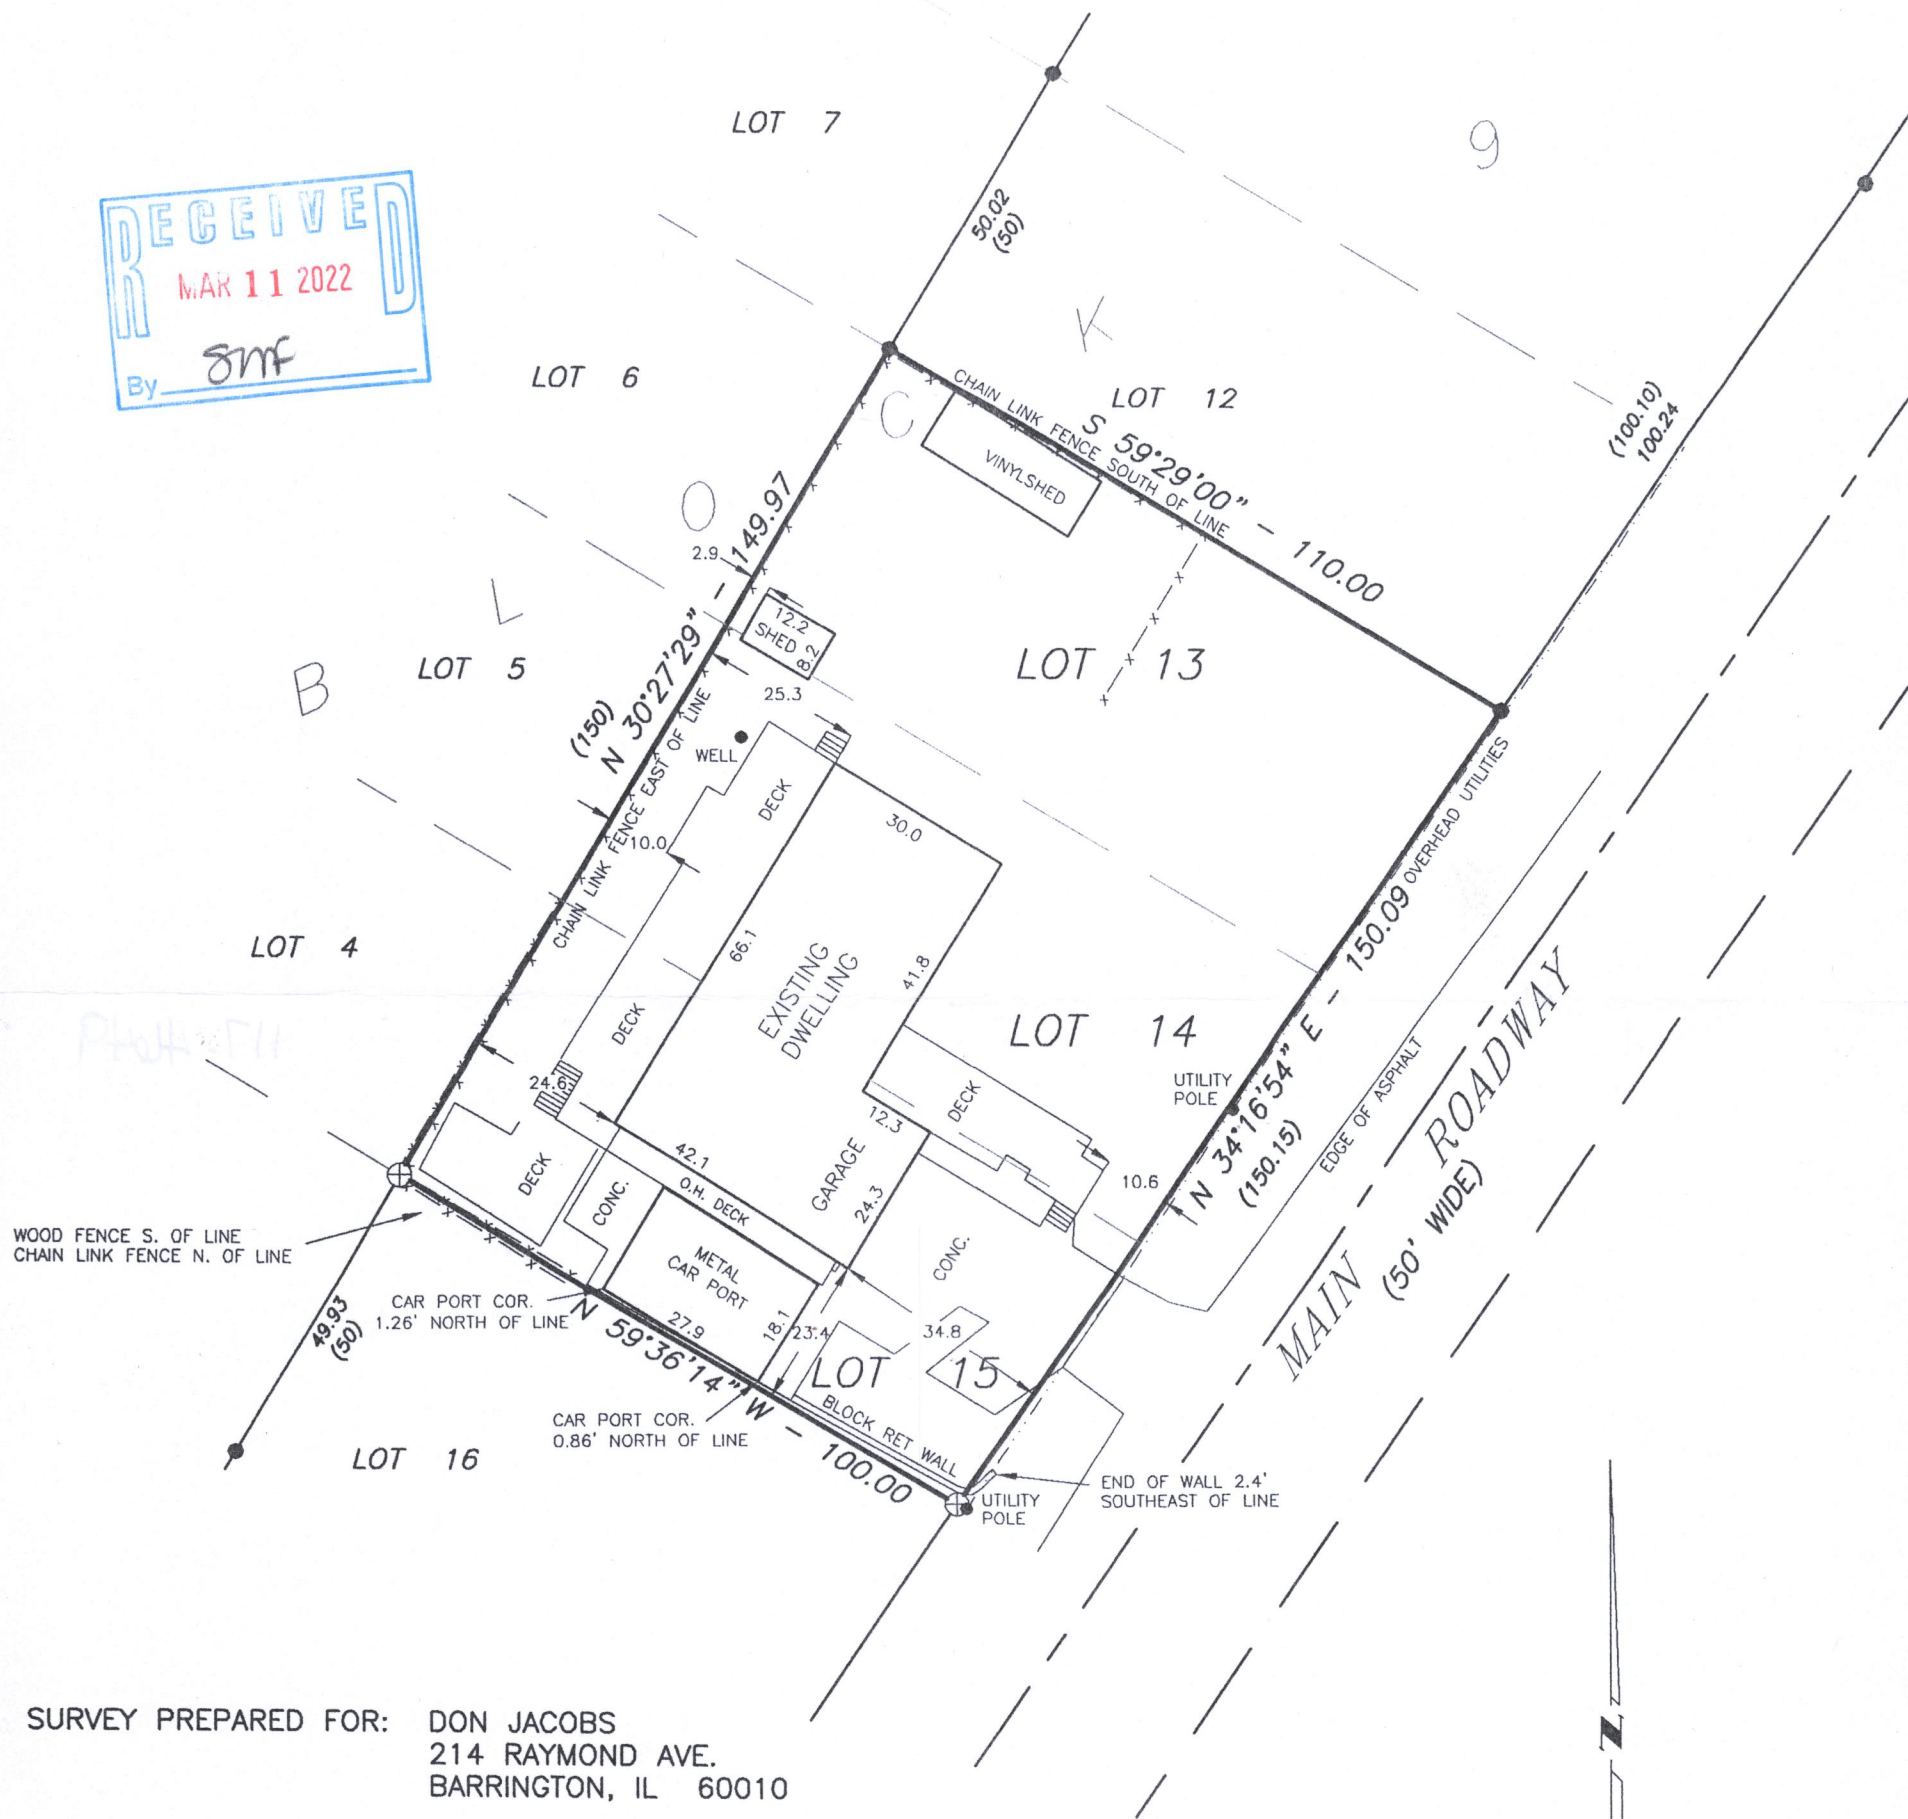 LOT 7
9
RECEIVED
MAR 11 2022
By SMF
50.02
(50)
K
LOT 6
LOT 12
C
CHAIN LINK FENCE SOUTH OF LINE
S 59°29'00" - 110.00
(100.10)
100.24
VINYLSHED
O
2.9
12.2
SHED
8.2
L
B
LOT 5
LOT 13
(150)
N 30°27'29" - 149.97
CHAIN LINK FENCE EAST OF LINE
25.3
WELL
DECK
10.0
30.0
OVERHEAD UTILITIES
LOT 4
66.1
EXISTING
DWELLING
41.8
DECK
LOT 14
UTILITY
POLE
N 34°16'54" E - 150.09
(150.15)
EDGE OF ASPHALT
MAIN ROADWAY
(50' WIDE)
24.6
DECK
42.1
O.H. DECK
12.3
GARAGE
24.3
DECK
10.6
CONC.
CONC.
METAL
CAR PORT
WOOD FENCE S. OF LINE
CHAIN LINK FENCE N. OF LINE
CAR PORT COR.
1.26' NORTH OF LINE
49.93
(50)
27.9
18.1
23.4
34.8
N 59°36'14" W - 100.00
LOT 15
BLOCK RET WALL
CAR PORT COR.
0.86' NORTH OF LINE
LOT 16
END OF WALL 2.4'
SOUTHEAST OF LINE
UTILITY
POLE
N
SURVEY PREPARED FOR: DON JACOBS
214 RAYMOND AVE.
BARRINGTON, IL 60010